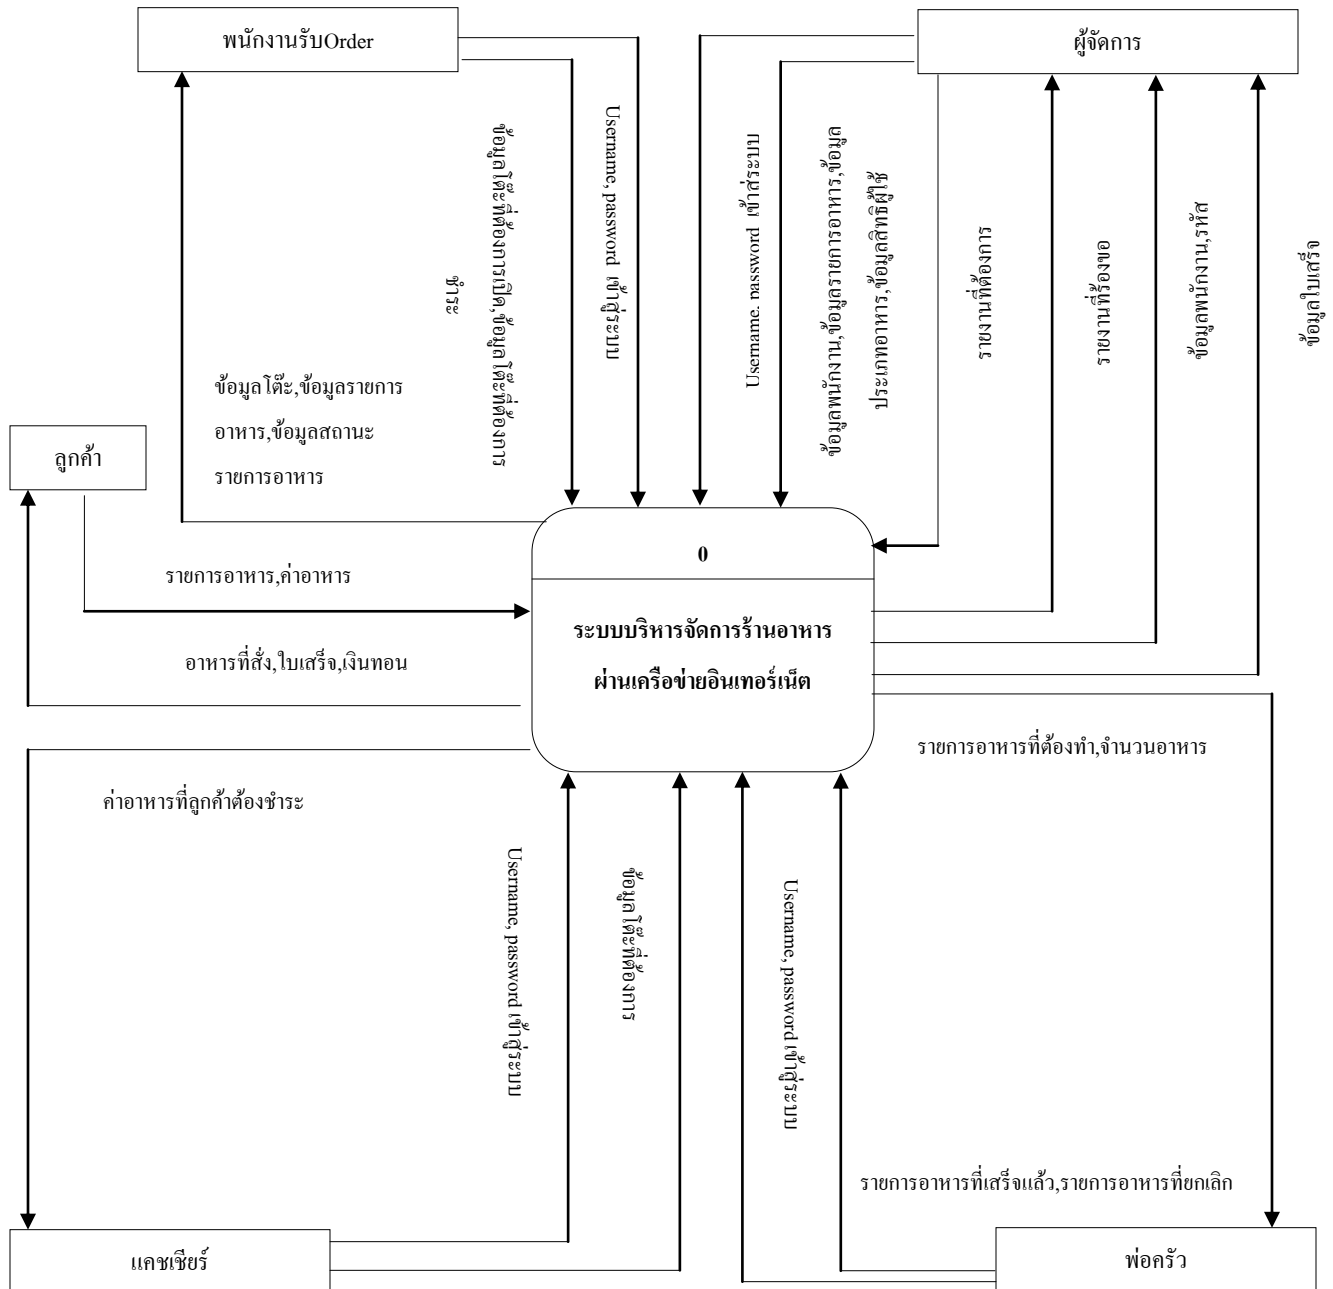 พนักงานรับOrder
ผู้จัดการ
Username, password เข้าสู่ระบบ
ข้อมูลโต๊ะที่ต้องการเปิด,ข้อมูลโต๊ะที่ต้องการ
ชำระ
Username, password เข้าสู่ระบบ
ข้อมูลพนักงาน,ข้อมูลรายการอาหาร,ข้อมูล
ประเภทอาหาร,ข้อมูลสิทธิผู้ใช้
รายงานที่ต้องการ
รายงานที่ร้องขอ
ข้อมูลพนักงาน,รหัส
ข้อมูลใบเสร็จ
ข้อมูลโต๊ะ,ข้อมูลรายการ
อาหาร,ข้อมูลสถานะ
รายการอาหาร
ลูกค้า
0
รายการอาหาร,ค่าอาหาร
ระบบบริหารจัดการร้านอาหาร
ผ่านเครือข่ายอินเทอร์เน็ต
อาหารที่สั่ง,ใบเสร็จ,เงินทอน
รายการอาหารที่ต้องทำ,จำนวนอาหาร
ค่าอาหารที่ลูกค้าต้องชำระ
Username, password เข้าสู่ระบบ
ข้อมูลโต๊ะที่ต้องการ
Username, password เข้าสู่ระบบ
รายการอาหารที่เสร็จแล้ว,รายการอาหารที่ยกเลิก
แคชเชียร์
พ่อครัว